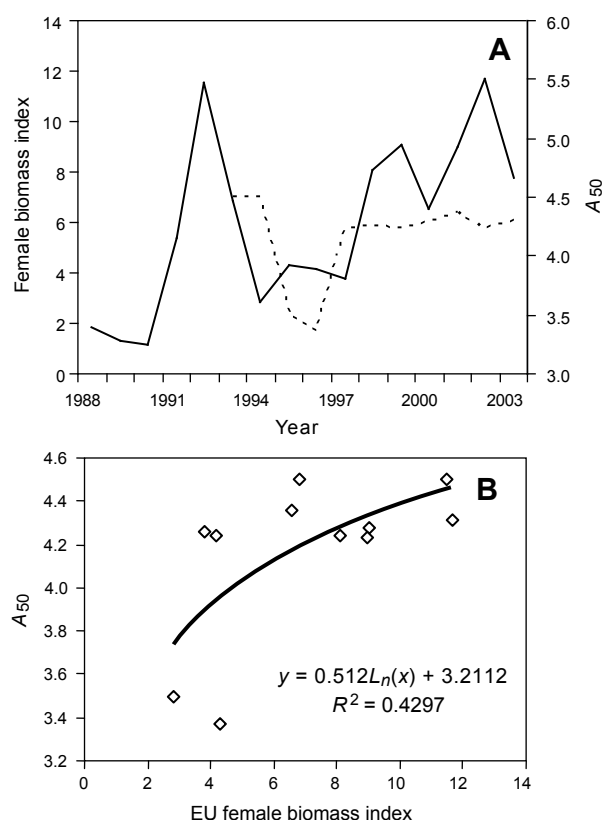 A
14
12
10
8
6
4
2
0
Female biomass index
6.0
5.5
5.0
4.5
4.0
3.5
3.0
A50
1988 1991 1994 1997 2000 2003
Year
B
4.6
4.4
4.2
4.0
3.8
3.6
3.4
3.2
A50
y = 0.512Ln(x) + 3.2112
R2 = 0.4297
0 2 4 6 8 10 12 14
EU female biomass index